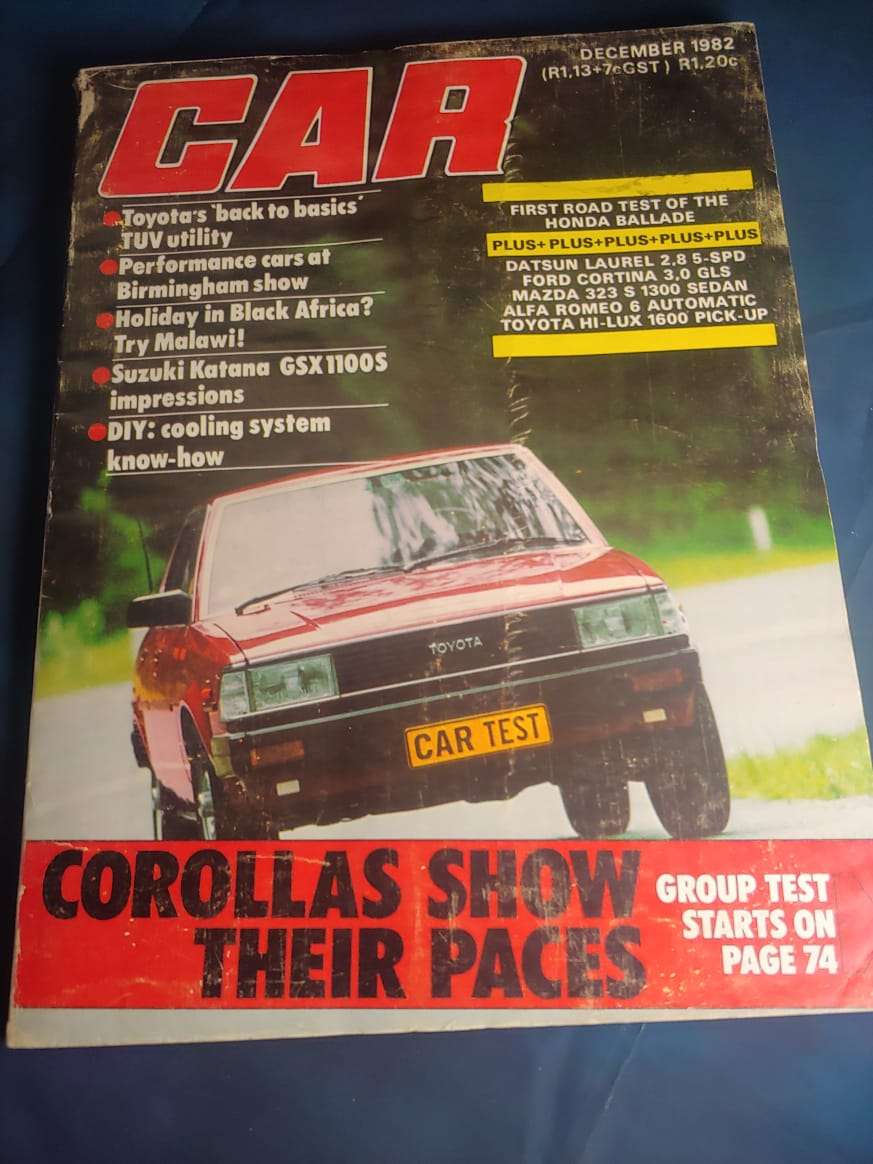 CAR
DECEMBER 1982
(R1,13+7cGST) R1,20c
Toyota's 'back to basics'
TUV utility
Performance cars at
Birmingham show
Holiday in Black Africa?
Try Malawi!
Suzuki Katana GSX1100S
impressions
DIY: cooling system
know-how
FIRST ROAD TEST OF THE
HONDA BALLADE
PLUS+PLUS+PLUS+PLUS+PLUS
DATSUN LAUREL 2,8 5-SPD
FORD CORTINA 3,0 GLS
MAZDA 323 S 1300 SEDAN
ALFA ROMEO 6 AUTOMATIC
TOYOTA HI-LUX 1600 PICK-UP
TOYOTA
CAR TEST
COROLLAS SHOW
THEIR PACES
GROUP TEST
STARTS ON
PAGE 74